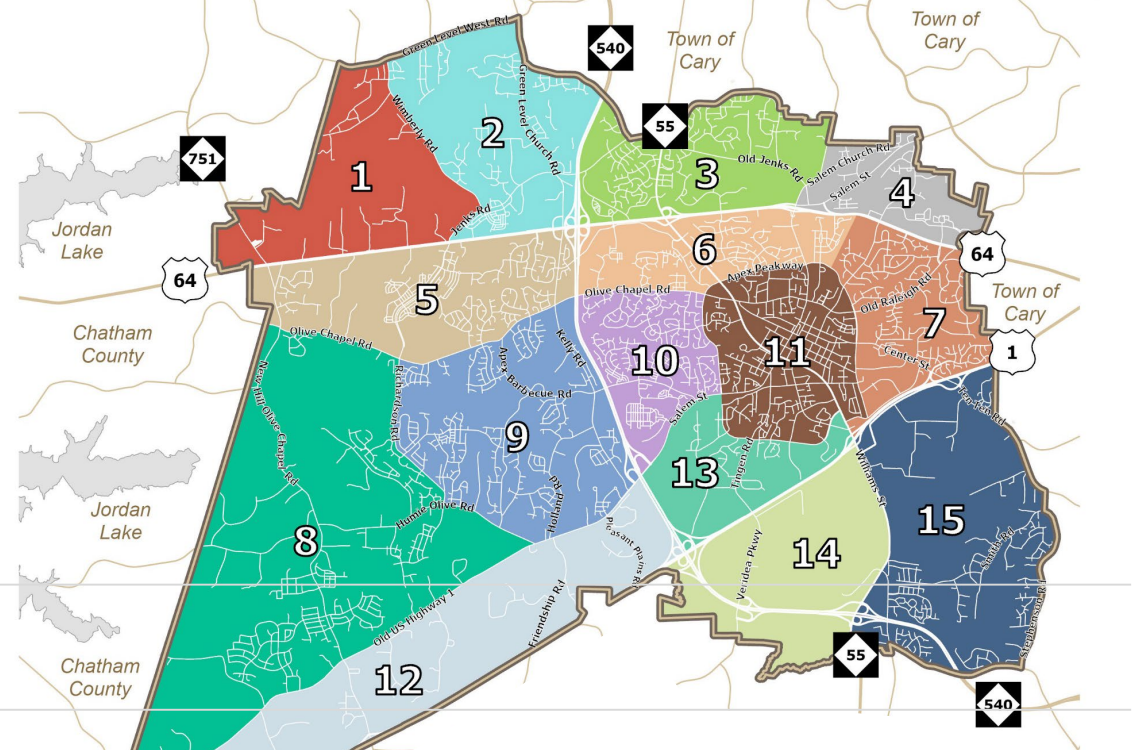 Green Level West Rd
540
Town of
Cary
Town of
Cary
Wimberly Rd
2
Green Level Church Rd
55
751
1
3
Old Jenks Rd
Salem Church Rd
Salem St
4
Jordan
Lake
Jenks Rd
64
64
5
6
Apex Peakway
Olive Chapel Rd
Old Raleigh Rd
7
Town of
Cary
Chatham
County
Olive Chapel Rd
Kelly Rd
10
11
Center St
1
New Hill Olive Chapel Rd
Richardson Rd
Apex Barbecue Rd
Salem St
Ten-Ten Rd
9
13
Tingen Rd
Williams St
Jordan
Lake
Humie Olive Rd
Holland Rd
Pleasant Plains Rd
8
14
15
Smith Rd
Veridea Pkwy
Old US Highway 1
Friendship Rd
Stephenson Rd
Chatham
County
12
55
540